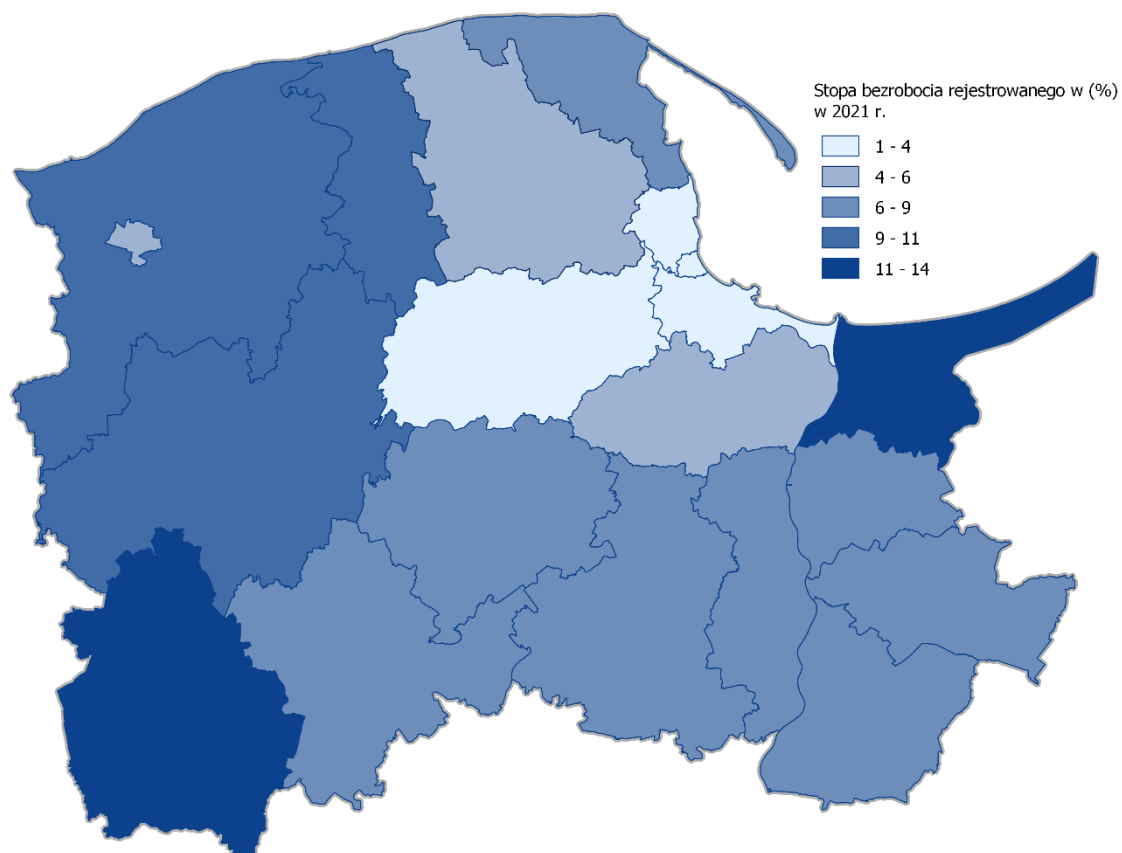 Stopa bezrobocia rejestrowanego w (%)
w 2021 r.
1 - 4
4 - 6
6 - 9
9 - 11
11 - 14